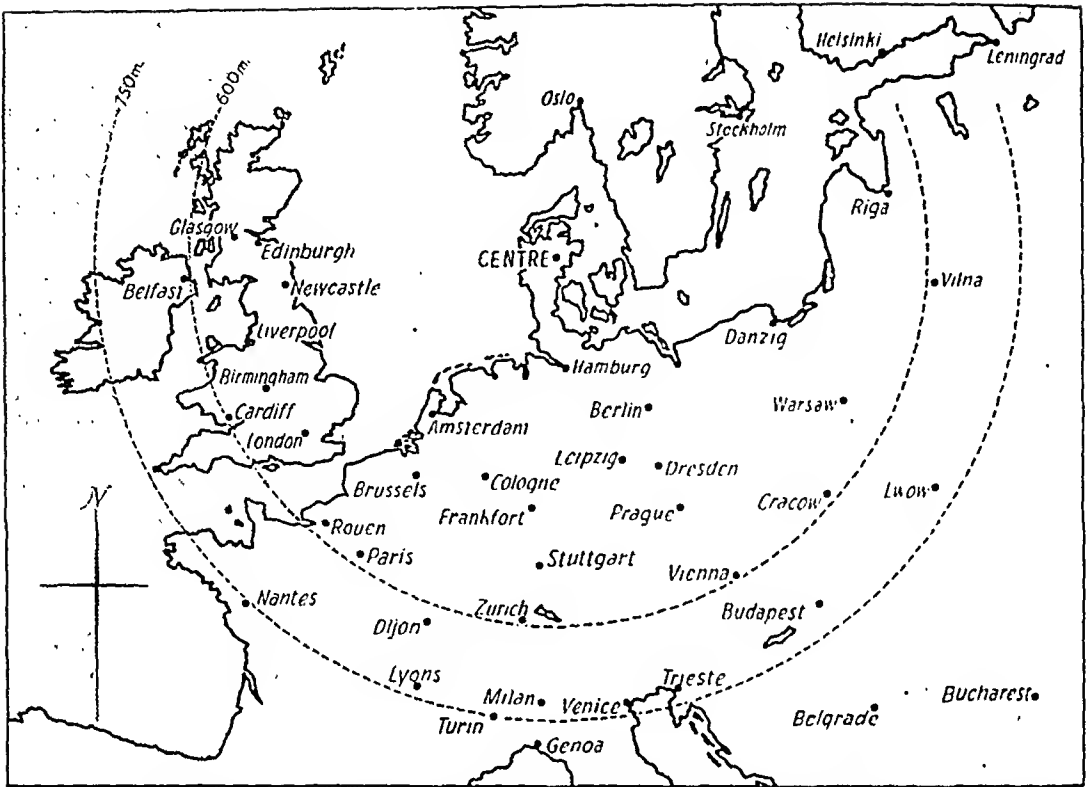 750m.
600m.
Helsinki
Leningrad
Oslo
Stockholm
Riga
Glasgow
Edinburgh
CENTRE
Belfast
Newcastle
Vilna
Liverpool
Danzig
Hamburg
Birmingham
Berlin
Warsaw
Cardiff
Amsterdam
London
Leipzig
Dresden
Brussels
Cologne
Cracow
Lwow
N
Frankfort
Prague
Rouen
Paris
Stuttgart
Vienna
Nantes
Zurich
Budapest
Dijon
Lyons
Trieste
Milan
Venice
Bucharest
Turin
Belgrade
Genoa